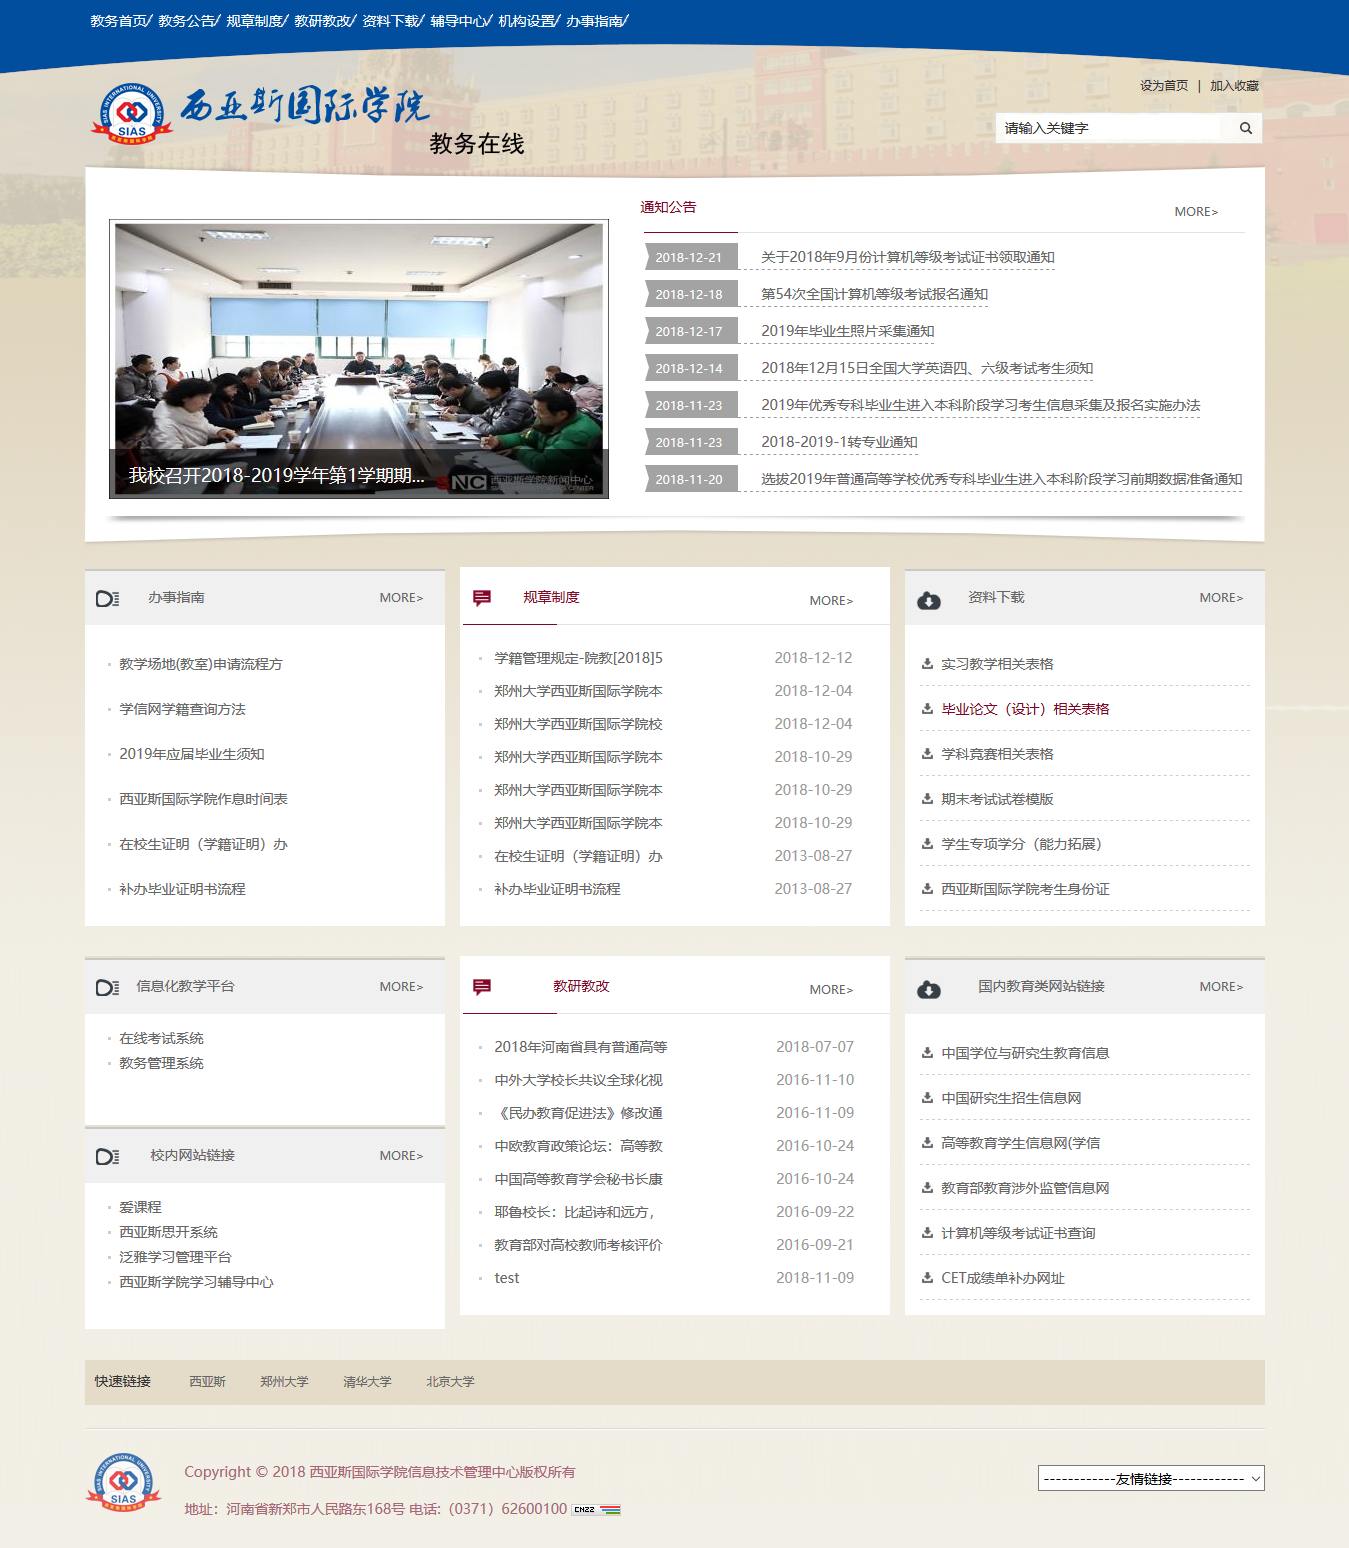 教务首页/ 教务公告/ 规章制度/ 教研教改/ 资料下载/ 辅导中心/ 机构设置/ 办事指南/
设为首页 | 加入收藏
SIAS INTERNATIONAL UNIVERSITY
SIAS
西亚斯国际学院
教务在线
请输入关键字
通知公告
MORE>
2018-12-21 关于2018年9月份计算机等级考试证书领取通知
2018-12-18 第54次全国计算机等级考试报名通知
2018-12-17 2019年毕业生照片采集通知
2018-12-14 2018年12月15日全国大学英语四、六级考试考生须知
2018-11-23 2019年优秀专科毕业生进入本科阶段学习考生信息采集及报名实施办法
2018-11-23 2018-2019-1转专业通知
2018-11-20 选拔2019年普通高等学校优秀专科毕业生进入本科阶段学习前期数据准备通知
我校召开2018-2019学年第1学期期...
NC 西亚斯学院新闻中心
办事指南 MORE>
教学场地(教室)申请流程方
学信网学籍查询方法
2019年应届毕业生须知
西亚斯国际学院作息时间表
在校生证明（学籍证明）办
补办毕业证明书流程
规章制度 MORE>
学籍管理规定-院教[2018]5 2018-12-12
郑州大学西亚斯国际学院本 2018-12-04
郑州大学西亚斯国际学院校 2018-12-04
郑州大学西亚斯国际学院本 2018-10-29
郑州大学西亚斯国际学院本 2018-10-29
郑州大学西亚斯国际学院本 2018-10-29
在校生证明（学籍证明）办 2013-08-27
补办毕业证明书流程 2013-08-27
资料下载 MORE>
实习教学相关表格
毕业论文（设计）相关表格
学科竞赛相关表格
期末考试试卷模版
学生专项学分（能力拓展）
西亚斯国际学院考生身份证
信息化教学平台 MORE>
在线考试系统
教务管理系统
校内网站链接 MORE>
爱课程
西亚斯思开系统
泛雅学习管理平台
西亚斯学院学习辅导中心
教研教改 MORE>
2018年河南省具有普通高等 2018-07-07
中外大学校长共议全球化视 2016-11-10
《民办教育促进法》修改通 2016-11-09
中欧教育政策论坛：高等教 2016-10-24
中国高等教育学会秘书长康 2016-10-24
耶鲁校长：比起诗和远方， 2016-09-22
教育部对高校教师考核评价 2016-09-21
test 2018-11-09
国内教育类网站链接 MORE>
中国学位与研究生教育信息
中国研究生招生信息网
高等教育学生信息网(学信
教育部教育涉外监管信息网
计算机等级考试证书查询
CET成绩单补办网址
快速链接 西亚斯 郑州大学 清华大学 北京大学
SIAS INTERNATIONAL UNIVERSITY
SIAS
Copyright © 2018 西亚斯国际学院信息技术管理中心版权所有
地址：河南省新郑市人民路东168号 电话:（0371）62600100 CNZZ
------------友情链接------------